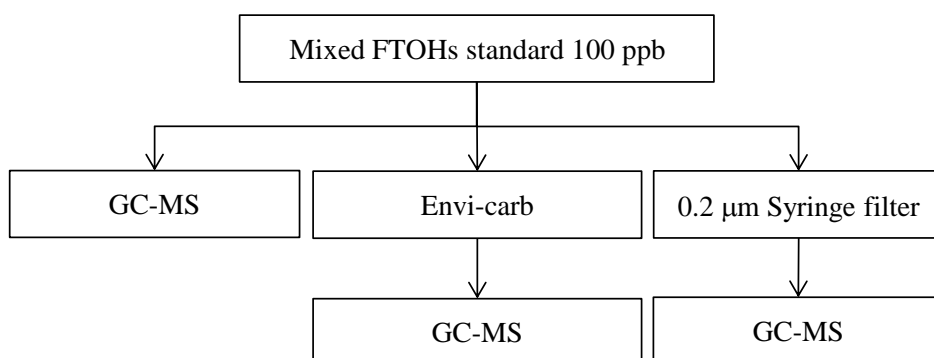 Mixed FTOHs standard 100 ppb
GC-MS
Envi-carb
0.2 μm Syringe filter
GC-MS
GC-MS